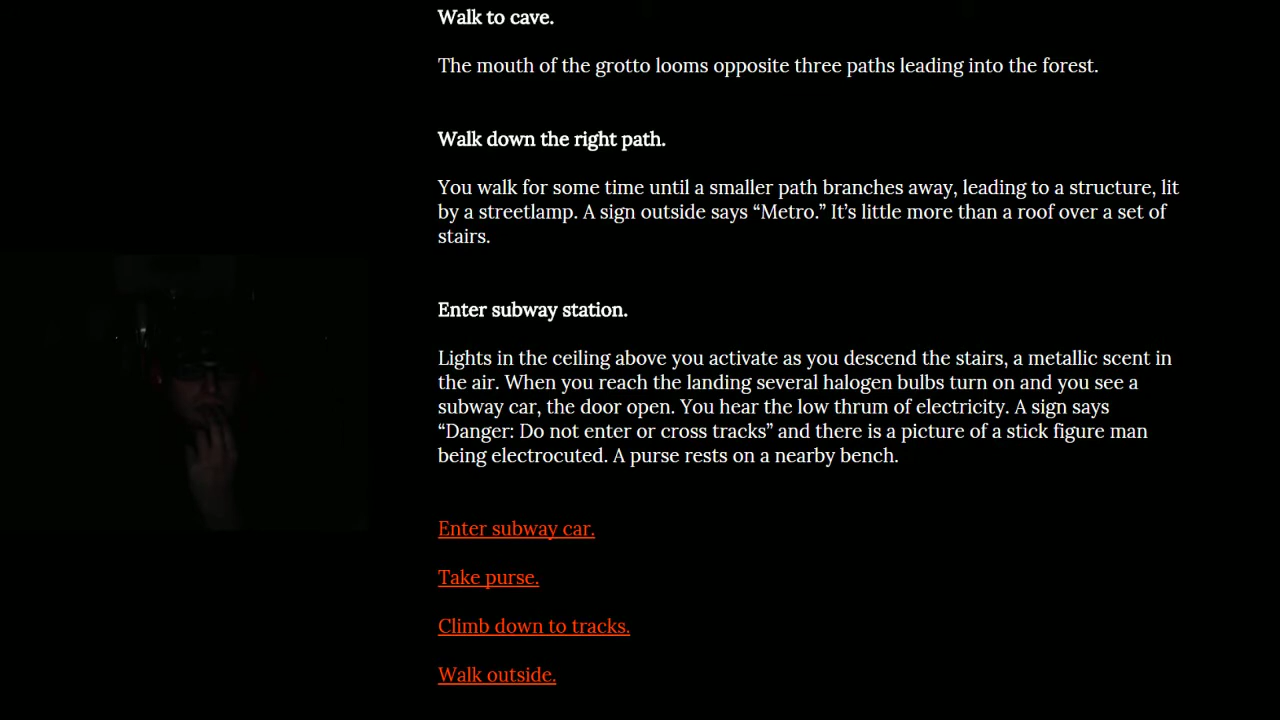 Walk to cave.
The mouth of the grotto looms opposite three paths leading into the forest.
Walk down the right path.
You walk for some time until a smaller path branches away, leading to a structure, lit
by a streetlamp. A sign outside says “Metro.” It’s little more than a roof over a set of
stairs.
Enter subway station.
Lights in the ceiling above you activate as you descend the stairs, a metallic scent in
the air. When you reach the landing several halogen bulbs turn on and you see a
subway car, the door open. You hear the low thrum of electricity. A sign says
“Danger: Do not enter or cross tracks” and there is a picture of a stick figure man
being electrocuted. A purse rests on a nearby bench.
Enter subway car.
Take purse.
Climb down to tracks.
Walk outside.